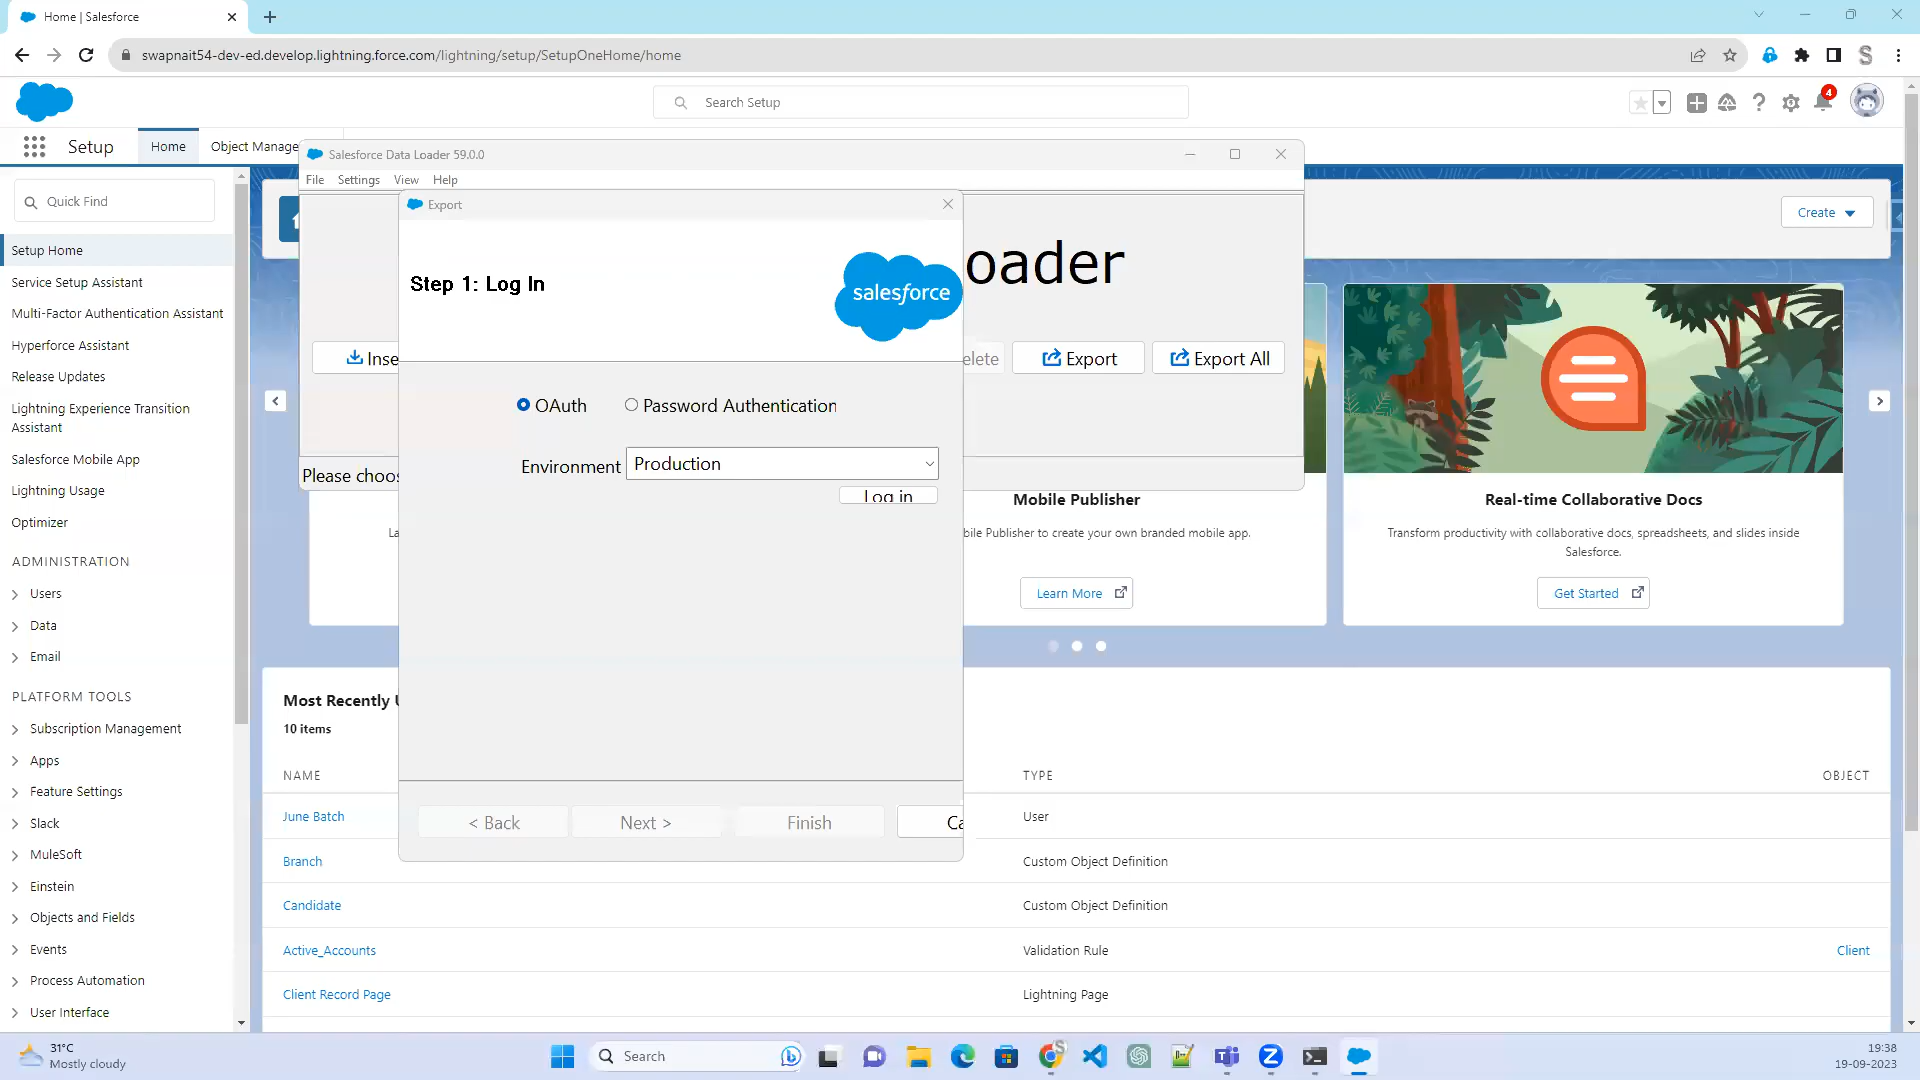 Home | Salesforce
swapnait54-dev-ed.develop.lightning.force.com/lightning/setup/SetupOneHome/home
Search Setup
4
Setup
Home
Object Manage
Salesforce Data Loader 59.0.0
File Settings View Help
Export
Step 1: Log In
salesforce
oader
Inse
elete
Export
Export All
OAuth
Password Authentication
Environment
Production
Log in
Please choos
< Back
Next >
Finish
Ca
Create
Quick Find
Setup Home
Service Setup Assistant
Multi-Factor Authentication Assistant
Hyperforce Assistant
Release Updates
Lightning Experience Transition
Assistant
Salesforce Mobile App
Lightning Usage
Optimizer
ADMINISTRATION
Users
Data
Email
PLATFORM TOOLS
Subscription Management
Apps
Feature Settings
Slack
MuleSoft
Einstein
Objects and Fields
Events
Process Automation
User Interface
La
Mobile Publisher
bile Publisher to create your own branded mobile app.
Learn More
Real-time Collaborative Docs
Transform productivity with collaborative docs, spreadsheets, and slides inside
Salesforce.
Get Started
Most Recently U
10 items
NAME
TYPE
OBJECT
June Batch
User
Branch
Custom Object Definition
Candidate
Custom Object Definition
Active_Accounts
Validation Rule
Client
Client Record Page
Lightning Page
31°C
Mostly cloudy
Search
19:38
19-09-2023